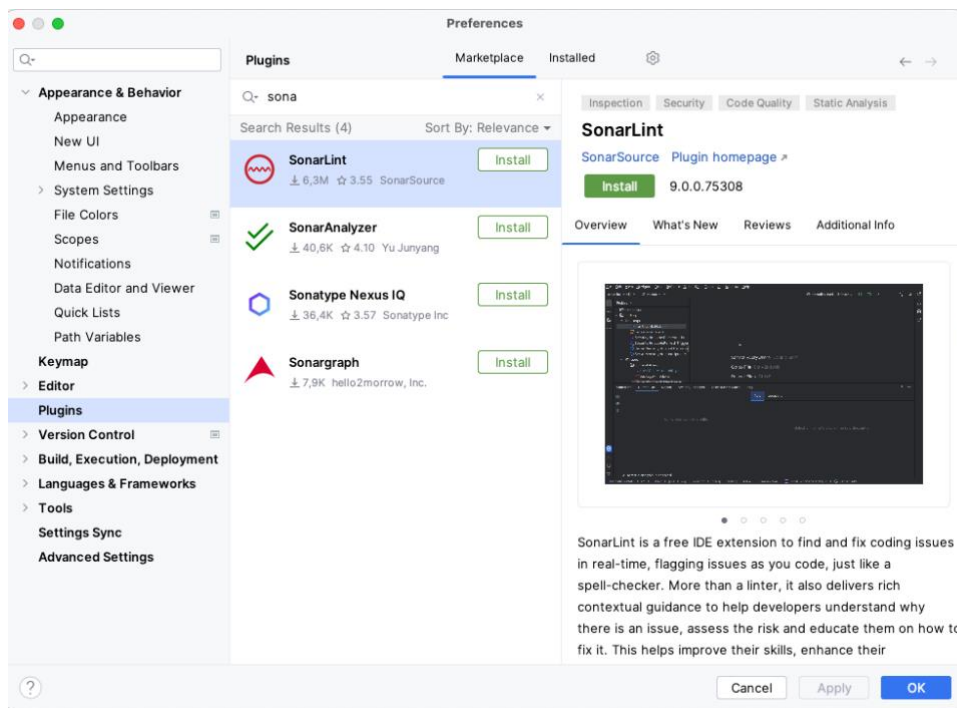 Preferences
Appearance & Behavior
Appearance
New UI
Menus and Toolbars
System Settings
File Colors
Scopes
Notifications
Data Editor and Viewer
Quick Lists
Path Variables
Keymap
Editor
Plugins
Version Control
Build, Execution, Deployment
Languages & Frameworks
Tools
Settings Sync
Advanced Settings
Plugins
Marketplace
Installed
sona
Search Results (4)
Sort By: Relevance
SonarLint
Install
6,3M 3.55 SonarSource
SonarAnalyzer
Install
40,6K 4.10 Yu Junyang
Sonatype Nexus IQ
Install
36,4K 3.57 Sonatype Inc
Sonargraph
Install
7,9K hello2morrow, Inc.
Inspection Security Code Quality Static Analysis
SonarLint
SonarSource Plugin homepage
Install 9.0.0.75308
Overview What's New Reviews Additional Info
SonarLint is a free IDE extension to find and fix coding issues
in real-time, flagging issues as you code, just like a
spell-checker. More than a linter, it also delivers rich
contextual guidance to help developers understand why
there is an issue, assess the risk and educate them on how to
fix it. This helps improve their skills, enhance their
?
Cancel
Apply
OK